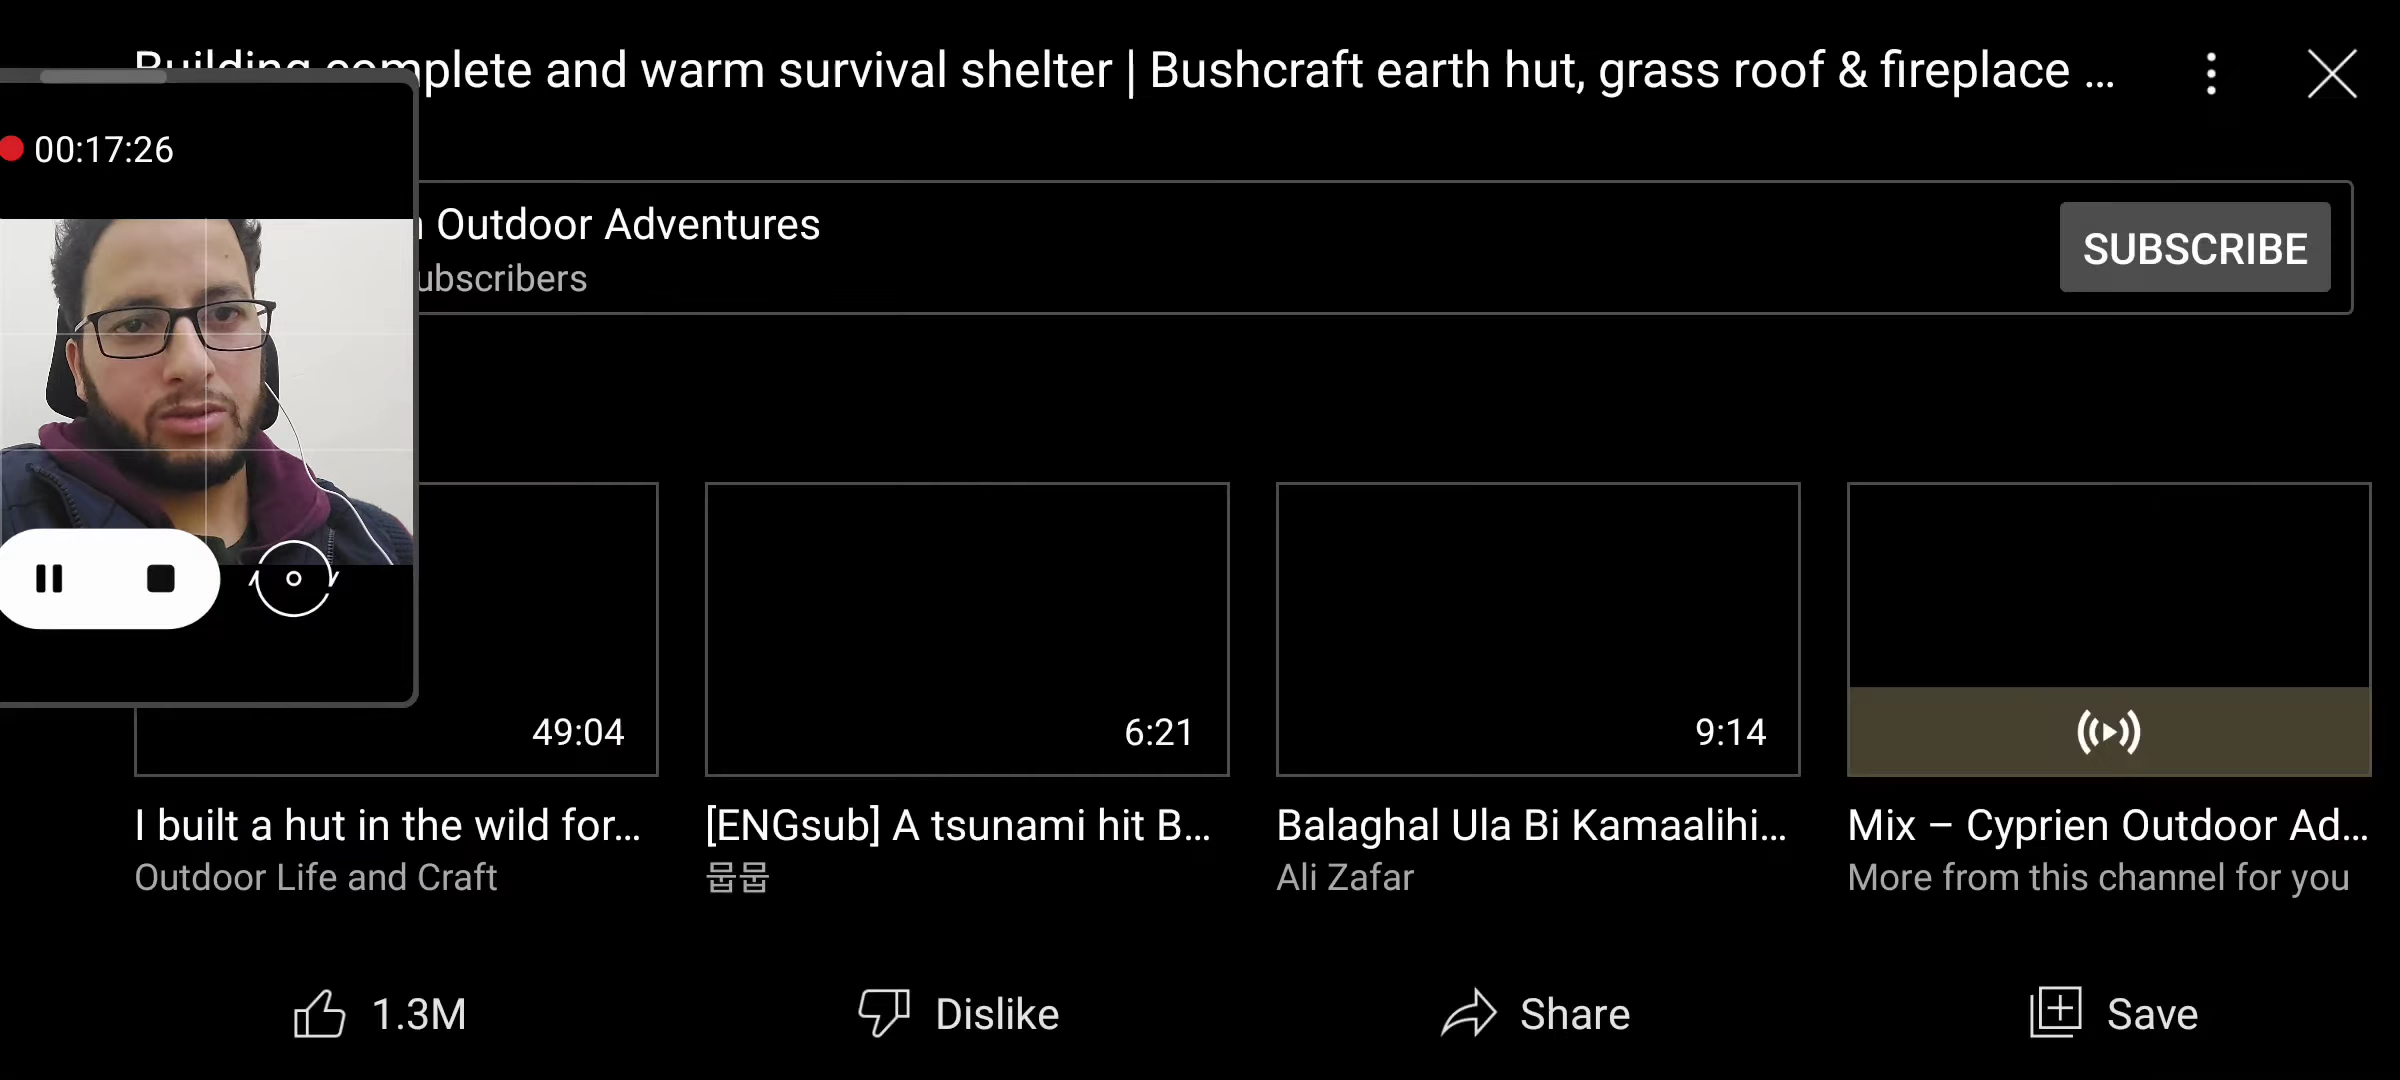 Building complete and warm survival shelter | Bushcraft earth hut, grass roof & fireplace ...
00:17:26
Outdoor Adventures
SUBSCRIBE
ubscribers
49:04
6:21
9:14
I built a hut in the wild for...
[ENGsub] A tsunami hit B...
Balaghal Ula Bi Kamaalihi...
Mix – Cyprien Outdoor Ad...
Outdoor Life and Craft
뭅뭅
Ali Zafar
More from this channel for you
1.3M
Dislike
Share
Save